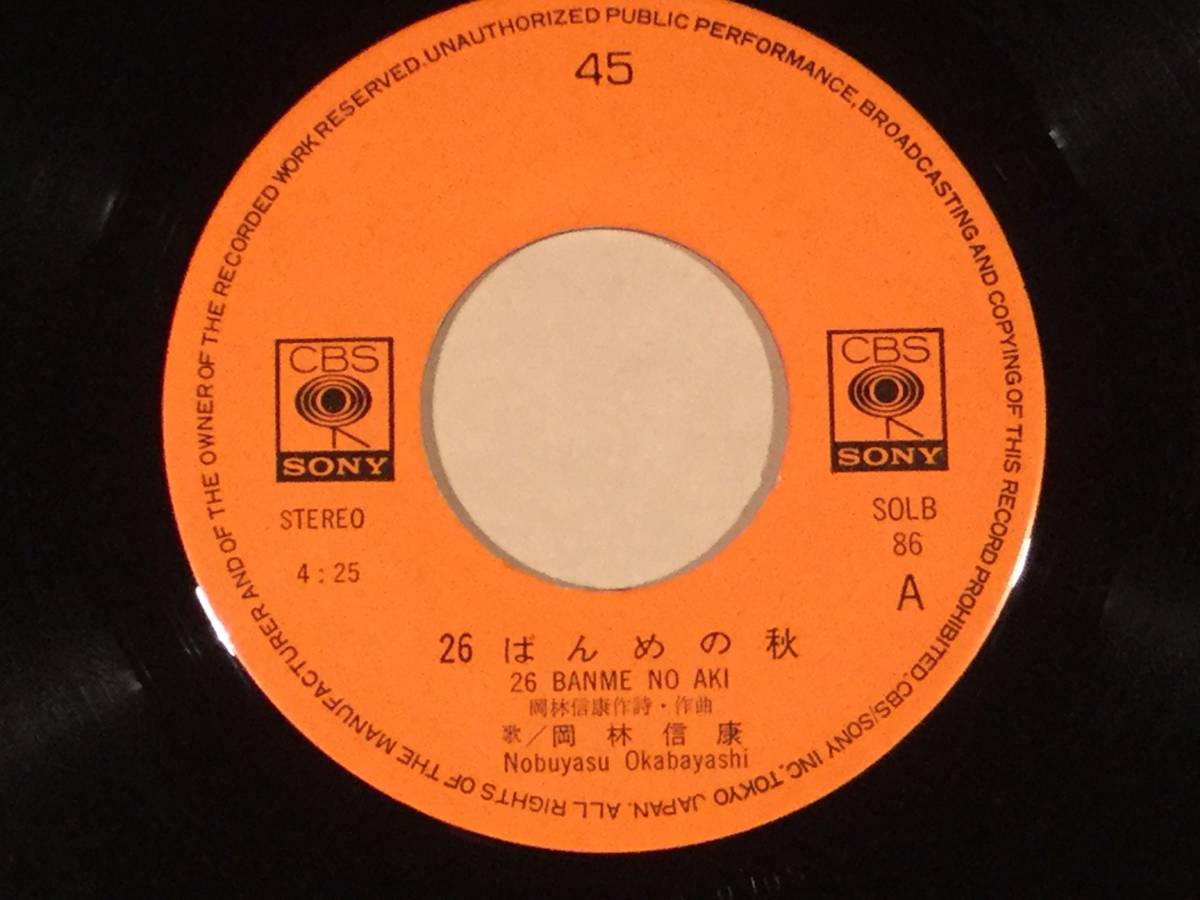 ALL RIGHTS OF THE MANUFACTURER AND OF THE OWNER OF THE RECORDED WORK RESERVED. UNAUTHORIZED PUBLIC PERFORMANCE, BROADCASTING AND COPYING OF THIS RECORD PROHIBITED. CBS/SONY INC. TOKYO JAPAN.
45
CBS
SONY
CBS
SONY
STEREO
4:25
SOLB
86
A
26 ばんめの秋
26 BANME NO AKI
岡林信康作詩・作曲
歌/岡林信康
Nobuyasu Okabayashi